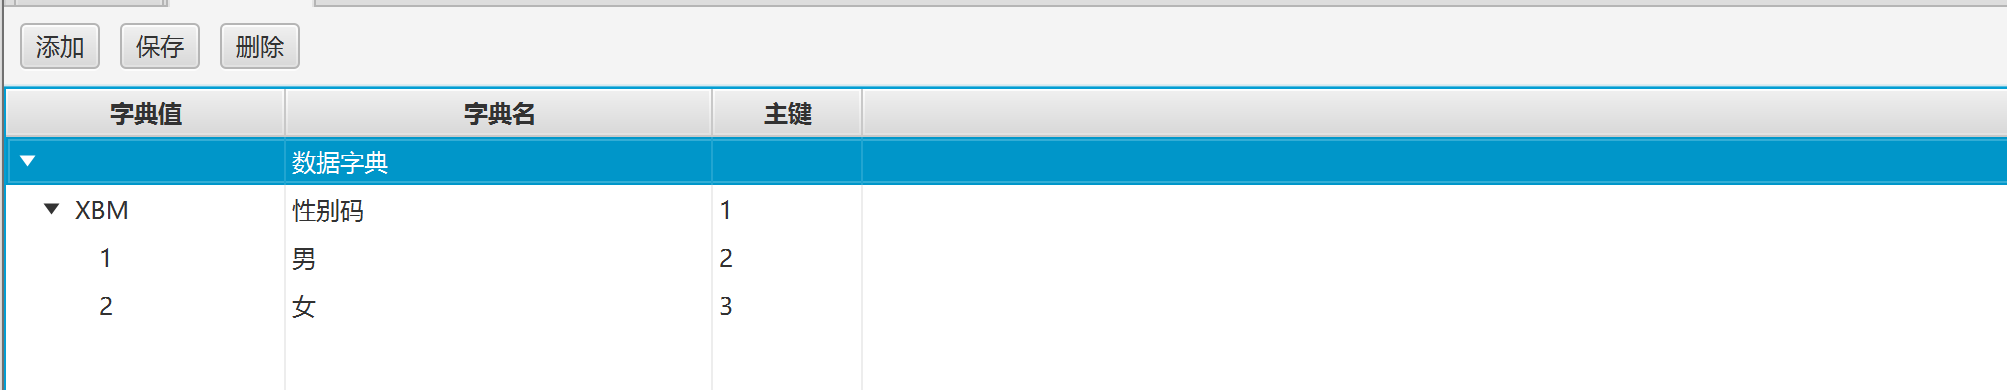 添加 保存 删除
字典值 字典名 主键
数据字典
XBM 性别码 1
1 男 2
2 女 3